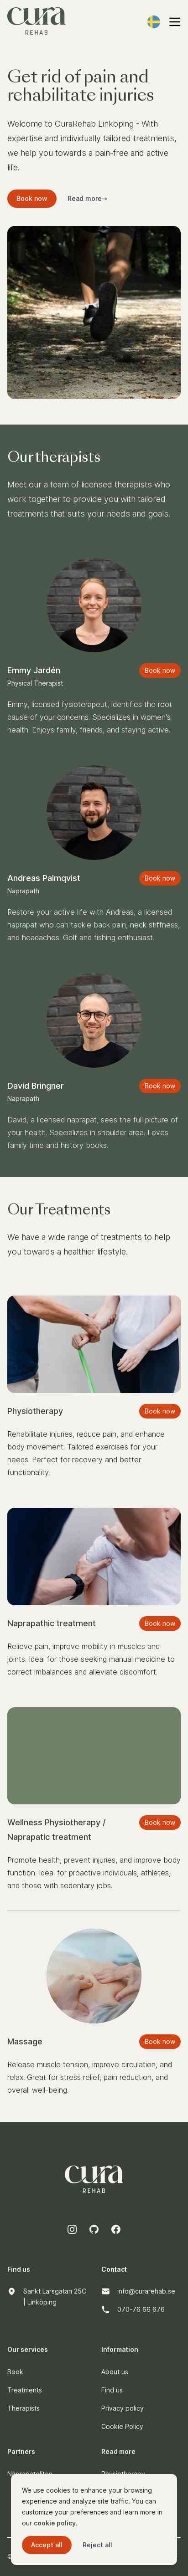 cura
REHAB
Get rid of pain and
rehabilitate injuries
Welcome to CuraRehab Linköping - With
expertise and individually tailored treatments,
we help you towards a pain-free and active
life.
Book now
Read more→
Our therapists
Meet our a team of licensed therapists who
work together to provide you with tailored
treatments that suits your needs and goals.
Emmy Jardén
Book now
Physical Therapist
Emmy, licensed fysioterapeut, identifies the root
cause of your concerns. Specializes in women's
health. Enjoys family, friends, and staying active.
Andreas Palmqvist
Book now
Naprapath
Restore your active life with Andreas, a licensed
naprapat who can tackle back pain, neck stiffness,
and headaches. Golf and fishing enthusiast.
David Bringner
Book now
Naprapath
David, a licensed naprapat, sees the full picture of
your health. Specializes in shoulder area. Loves
family time and history books.
Our Treatments
We have a wide range of treatments to help
you towards a healthier lifestyle.
Physiotherapy
Book now
Rehabilitate injuries, reduce pain, and enhance
body movement. Tailored exercises for your
needs. Perfect for recovery and better
functionality.
Naprapathic treatment
Book now
Relieve pain, improve mobility in muscles and
joints. Ideal for those seeking manual medicine to
correct imbalances and alleviate discomfort.
Wellness Physiotherapy /
Naprapatic treatment
Book now
Promote health, prevent injuries, and improve body
function. Ideal for proactive individuals, athletes,
and those with sedentary jobs.
Massage
Book now
Release muscle tension, improve circulation, and
relax. Great for stress relief, pain reduction, and
overall well-being.
cura
REHAB
Find us
Sankt Larsgatan 25C
| Linköping
Contact
info@curarehab.se
070-76 66 676
Our services
Book
Treatments
Therapists
Information
About us
Find us
Privacy policy
Cookie Policy
Partners
Read more
We use cookies to enhance your browsing
experience and analyze site traffic. You can
customize your preferences and learn more in
our cookie policy.
Accept all
Reject all